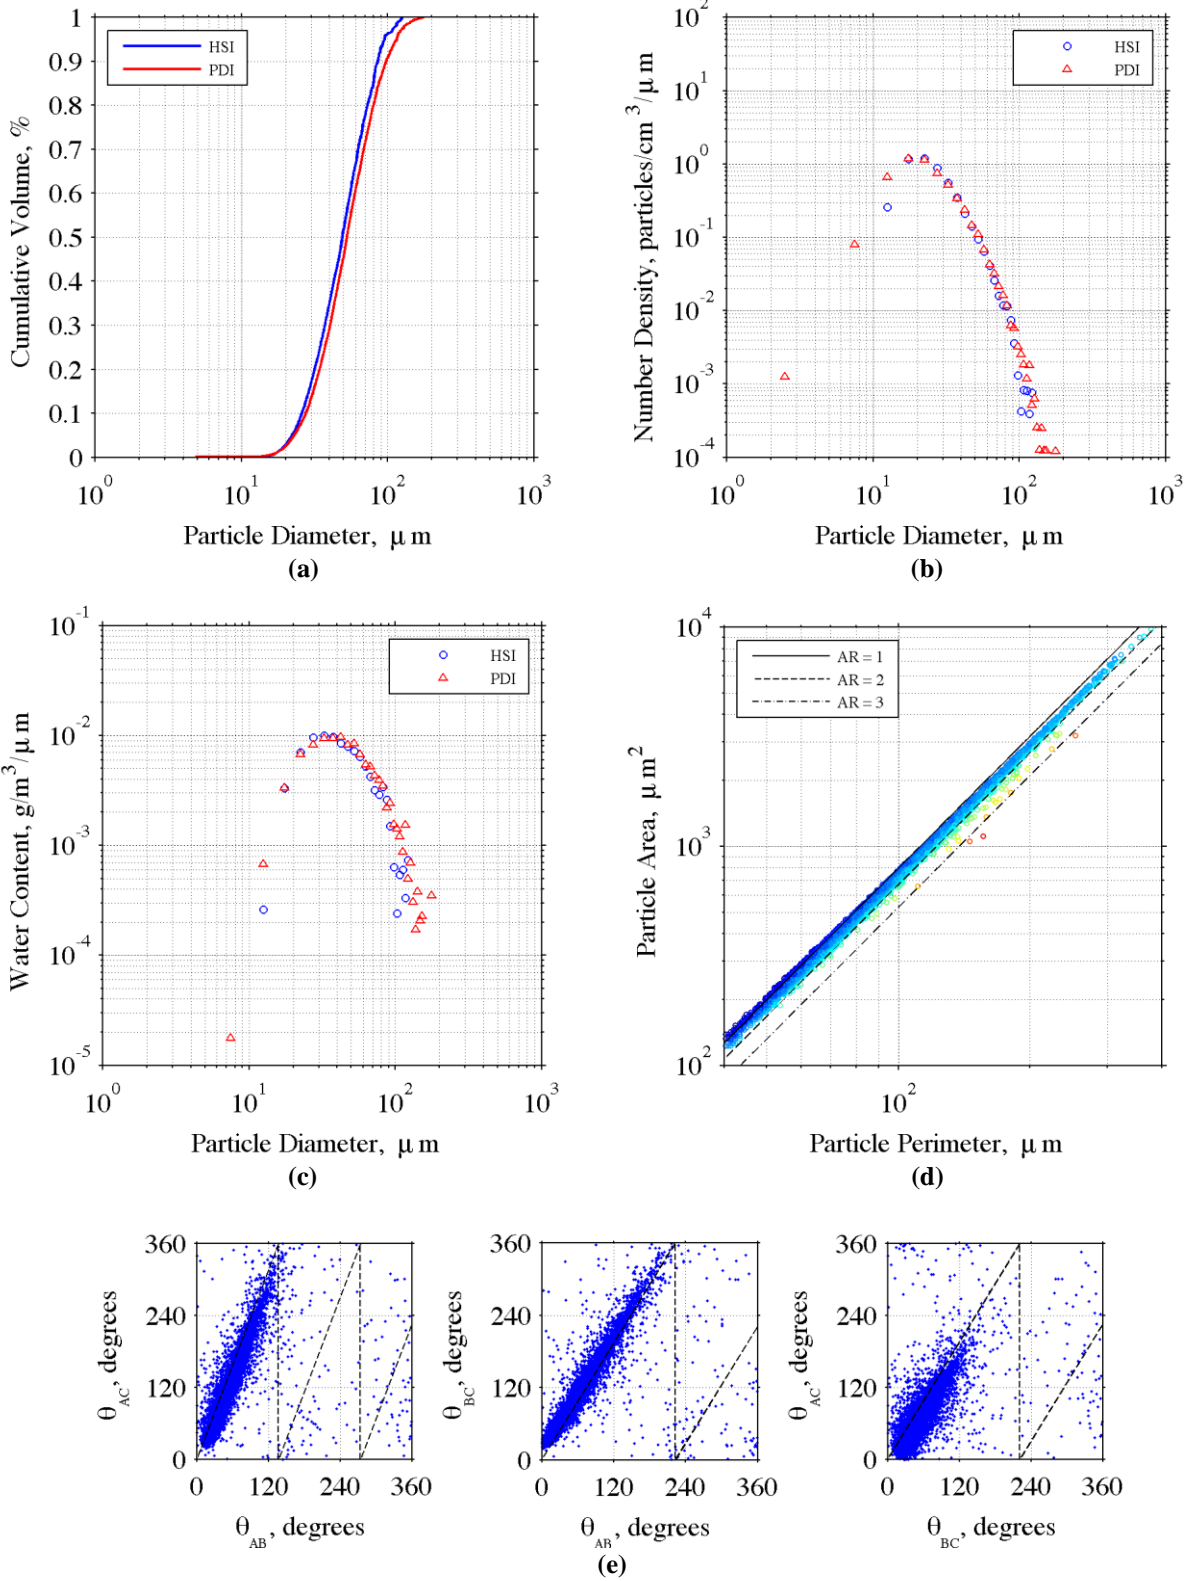 1
0.9
0.8
0.7
0.6
0.5
0.4
0.3
0.2
0.1
0
Cumulative Volume, %
HSI
PDI
10^0 10^1 10^2 10^3
Particle Diameter, μm
(a)
10^2
10^1
10^0
10^-1
10^-2
10^-3
10^-4
Number Density, particles/cm^3/μm
HSI
PDI
10^0 10^1 10^2 10^3
Particle Diameter, μm
(b)
10^-1
10^-2
10^-3
10^-4
10^-5
Water Content, g/m^3/μm
HSI
PDI
10^0 10^1 10^2 10^3
Particle Diameter, μm
(c)
10^4
10^3
10^2
Particle Area, μm^2
AR = 1
AR = 2
AR = 3
10^2
Particle Perimeter, μm
(d)
360
240
120
0
θ_AC, degrees
0 120 240 360
θ_AB, degrees
360
240
120
0
θ_BC, degrees
0 120 240 360
θ_AB, degrees
360
240
120
0
θ_AC, degrees
0 120 240 360
θ_BC, degrees
(e)